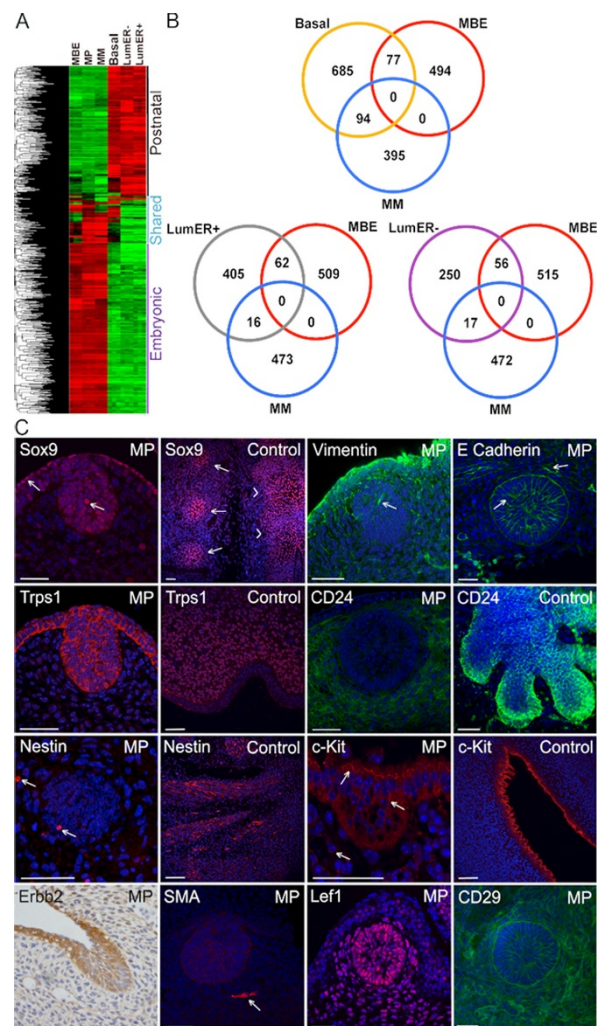 A
MBE
MP
MM
Basal
LumER-
LumER+
Postnatal
Shared
Embryonic
B
Basal
MBE
685
77
494
0
94
0
395
MM
LumER+
MBE
405
62
509
0
16
0
473
MM
LumER-
MBE
250
56
515
0
17
0
472
MM
C
Sox9 MP
Sox9 Control
Vimentin MP
E Cadherin MP
Trps1 MP
Trps1 Control
CD24 MP
CD24 Control
Nestin MP
Nestin Control
c-Kit MP
c-Kit Control
Erbb2 MP
SMA MP
Lef1 MP
CD29 MP